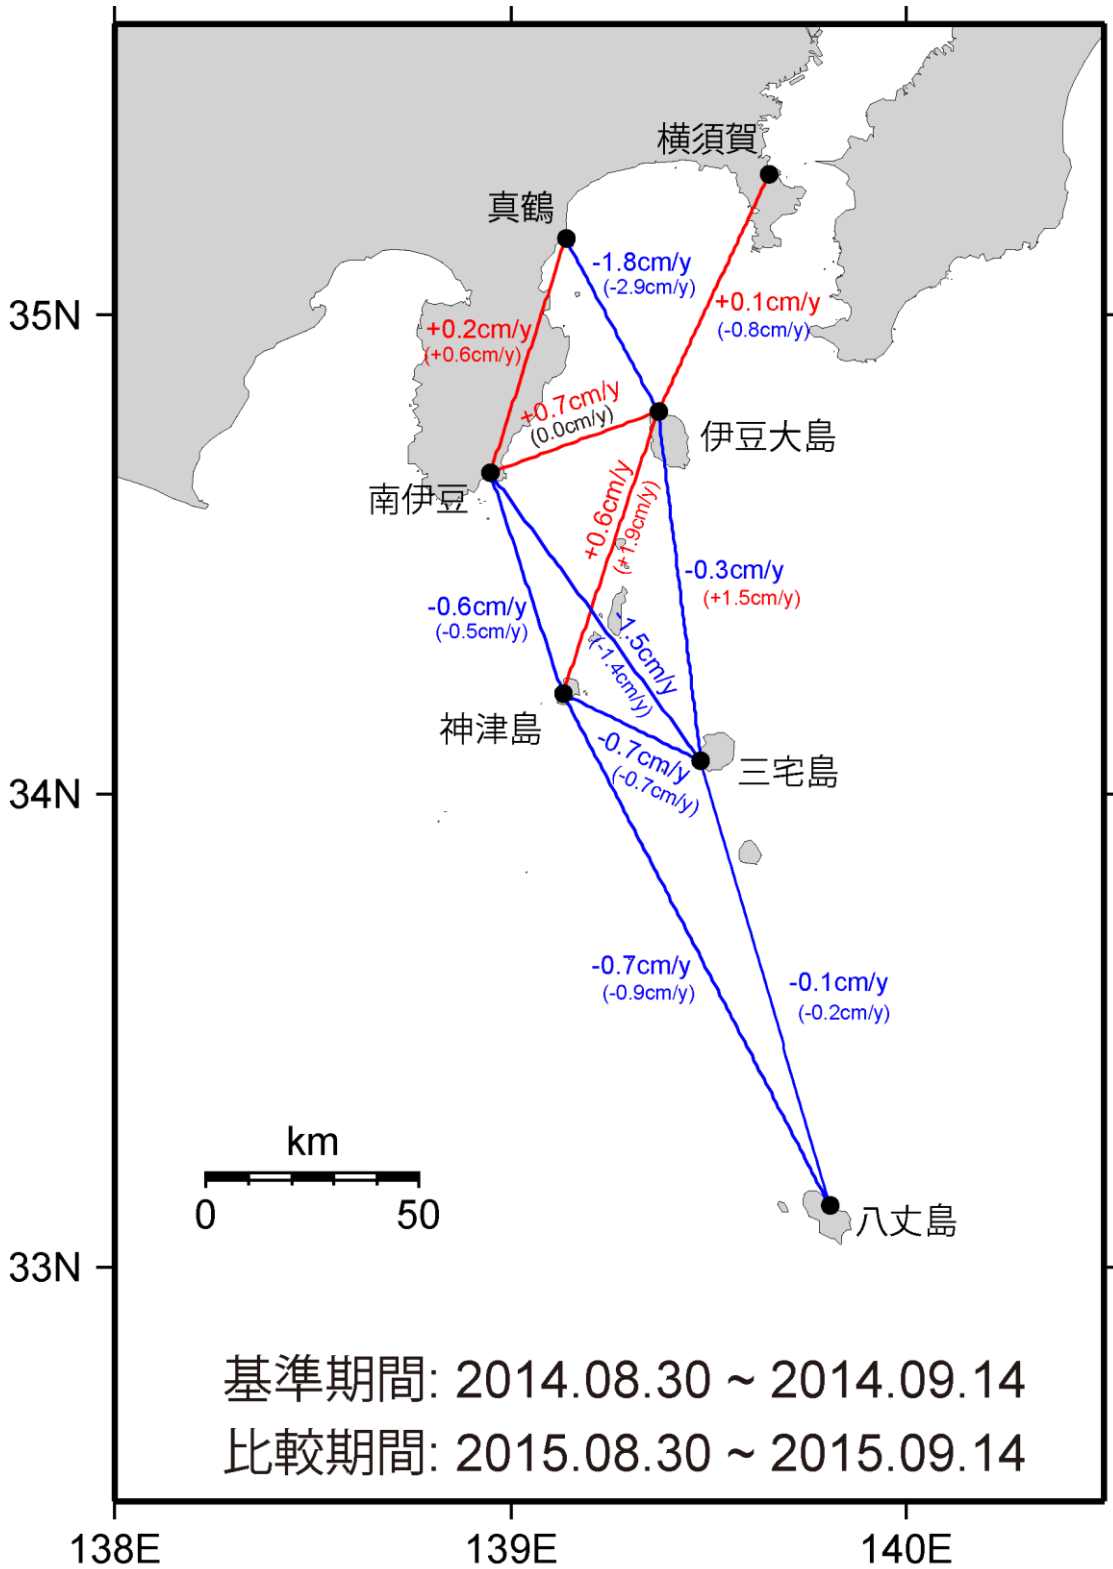 横須賀
真鶴
-1.8cm/y
(-2.9cm/y)
+0.1cm/y
(-0.8cm/y)
35N
+0.2cm/y
(+0.6cm/y)
+0.7cm/y
(0.0cm/y)
伊豆大島
南伊豆
+0.6cm/y
(+1.9cm/y)
-0.3cm/y
(+1.5cm/y)
-0.6cm/y
(-0.5cm/y)
-1.5cm/y
(-1.4cm/y)
神津島
-0.7cm/y
(-0.7cm/y)
三宅島
34N
-0.7cm/y
(-0.9cm/y)
-0.1cm/y
(-0.2cm/y)
km
0 50
八丈島
33N
基準期間: 2014.08.30 ~ 2014.09.14
比較期間: 2015.08.30 ~ 2015.09.14
138E 139E 140E